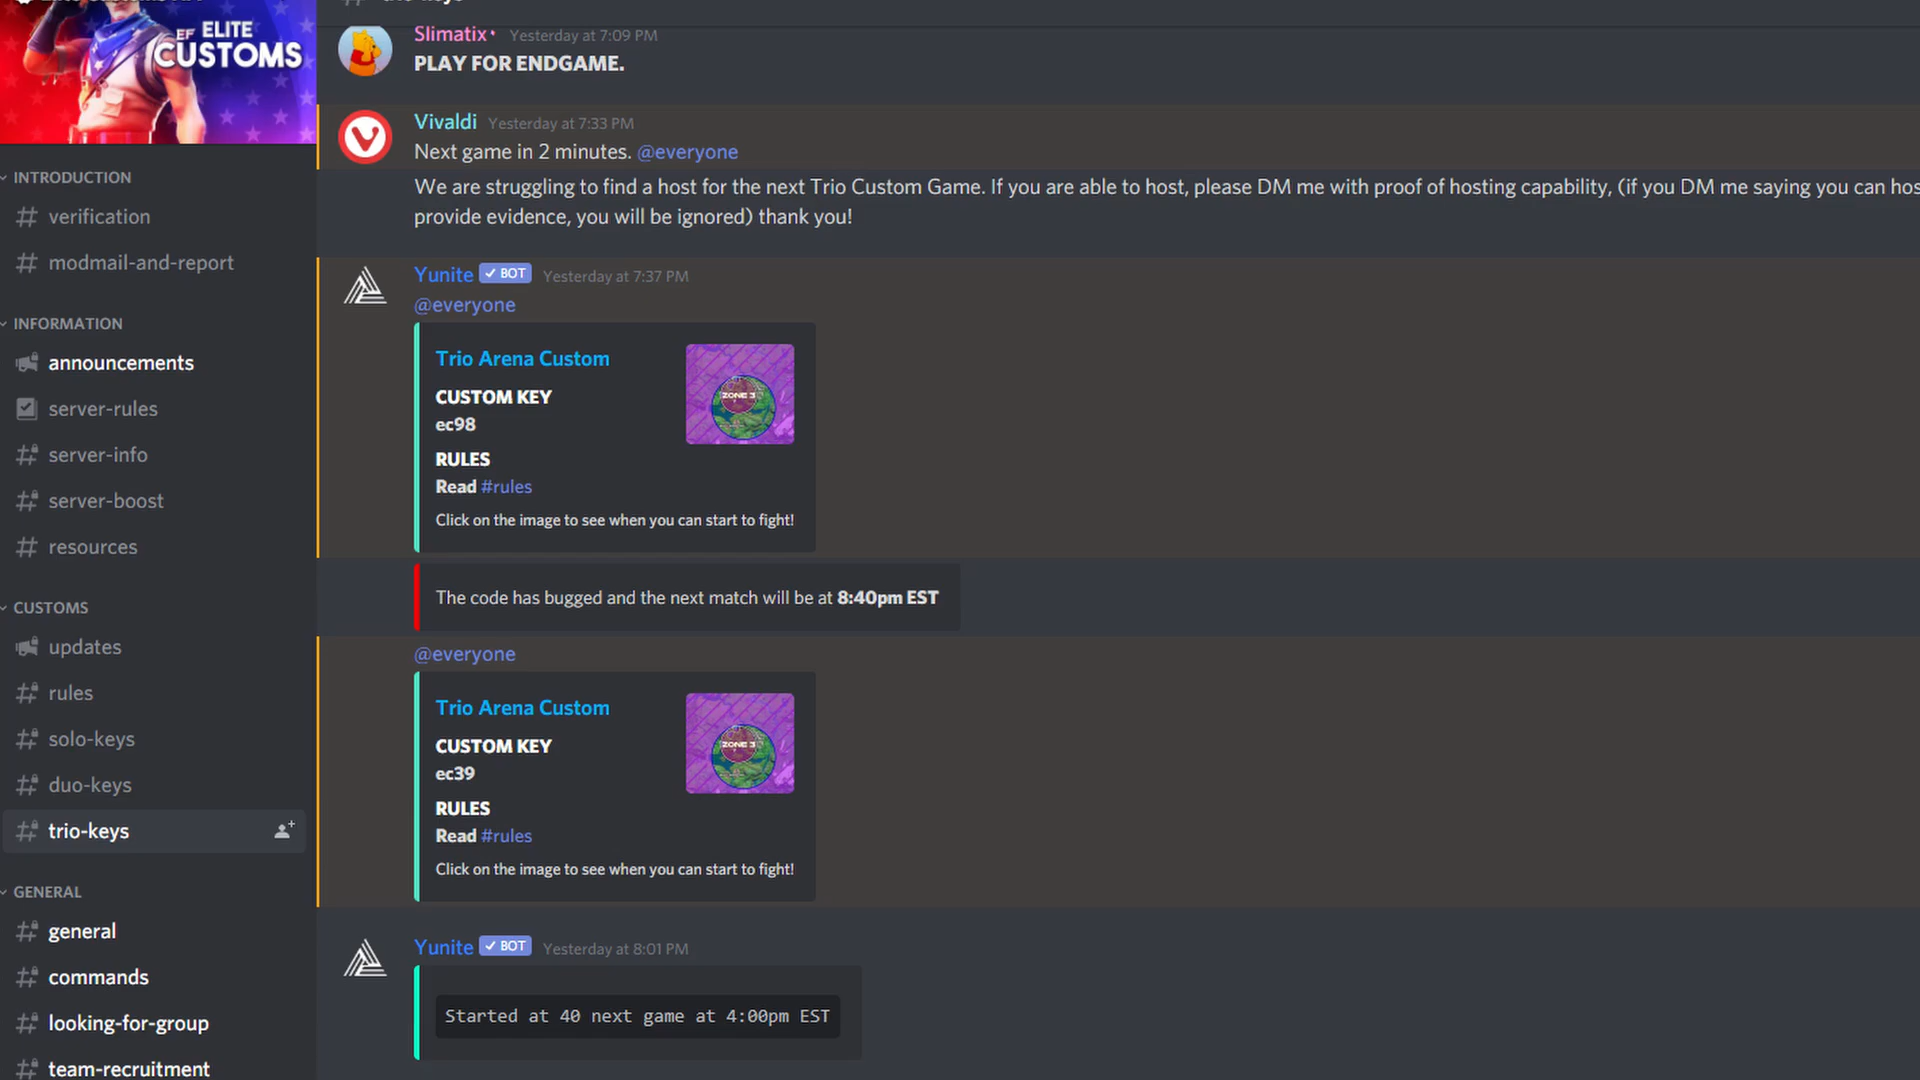 EF ELITE
CUSTOMS
INTRODUCTION
verification
modmail-and-report
INFORMATION
announcements
server-rules
server-info
server-boost
resources
CUSTOMS
updates
rules
solo-keys
duo-keys
trio-keys
GENERAL
general
commands
looking-for-group
team-recruitment
Slimatix• Yesterday at 7:09 PM
PLAY FOR ENDGAME.
Vivaldi Yesterday at 7:33 PM
Next game in 2 minutes. @everyone
We are struggling to find a host for the next Trio Custom Game. If you are able to host, please DM me with proof of hosting capability, (if you DM me saying you can hos
provide evidence, you will be ignored) thank you!
Yunite ✓ BOT Yesterday at 7:37 PM
@everyone
Trio Arena Custom
CUSTOM KEY
ec98
ZONE 3
RULES
Read #rules
Click on the image to see when you can start to fight!
The code has bugged and the next match will be at 8:40pm EST
@everyone
Trio Arena Custom
CUSTOM KEY
ec39
ZONE 3
RULES
Read #rules
Click on the image to see when you can start to fight!
Yunite ✓ BOT Yesterday at 8:01 PM
Started at 40 next game at 4:00pm EST